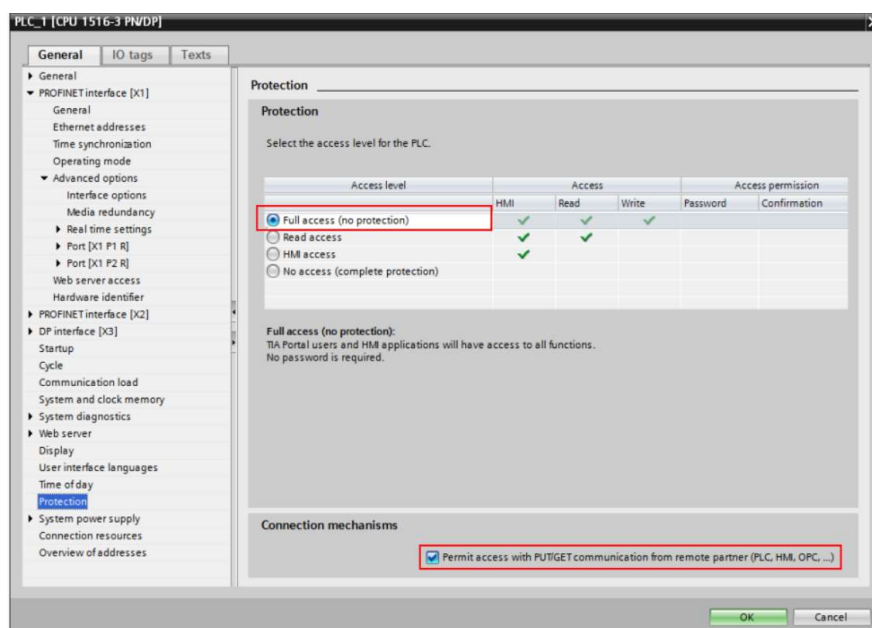 PLC_1 [CPU 1516-3 PN/DP]
General IO tags Texts
General
PROFINET interface [X1]
General
Ethernet addresses
Time synchronization
Operating mode
Advanced options
Interface options
Media redundancy
Real time settings
Port [X1 P1 R]
Port [X1 P2 R]
Web server access
Hardware identifier
PROFINET interface [X2]
DP interface [X3]
Startup
Cycle
Communication load
System and clock memory
System diagnostics
Web server
Display
User interface languages
Time of day
Protection
System power supply
Connection resources
Overview of addresses
Protection
Protection
Select the access level for the PLC.
Access level Access Access permission
HMI Read Write Password Confirmation
Full access (no protection)
Read access
HMI access
No access (complete protection)
Full access (no protection):
TIA Portal users and HMI applications will have access to all functions.
No password is required.
Connection mechanisms
Permit access with PUT/GET communication from remote partner (PLC, HMI, OPC, ...)
OK Cancel